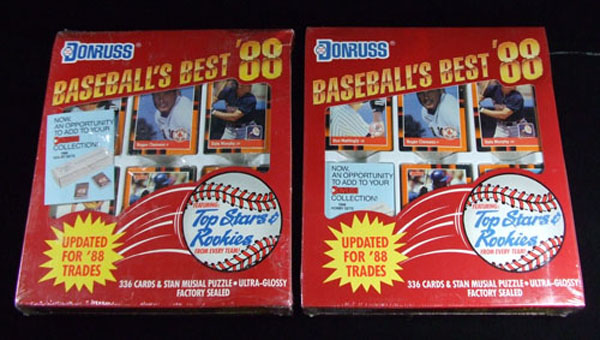 DONRUSS
BASEBALL'S BEST '88
NOW,
AN OPPORTUNITY
TO ADD TO YOUR
COLLECTION!
Roger Clemens
Dale Murphy
FEATURING:
Top Stars &
Rookies
FROM EVERY TEAM!
UPDATED
FOR '88
TRADES
336 CARDS & STAN MUSIAL PUZZLE • ULTRA-GLOSSY
FACTORY SEALED
DONRUSS
BASEBALL'S BEST '88
Don Mattingly
Roger Clemens
Dale Murphy
NOW,
AN OPPORTUNITY
TO ADD TO YOUR
COLLECTION!
FEATURING:
Top Stars &
Rookies
FROM EVERY TEAM!
UPDATED
FOR '88
TRADES
336 CARDS & STAN MUSIAL PUZZLE • ULTRA-GLOSSY
FACTORY SEALED